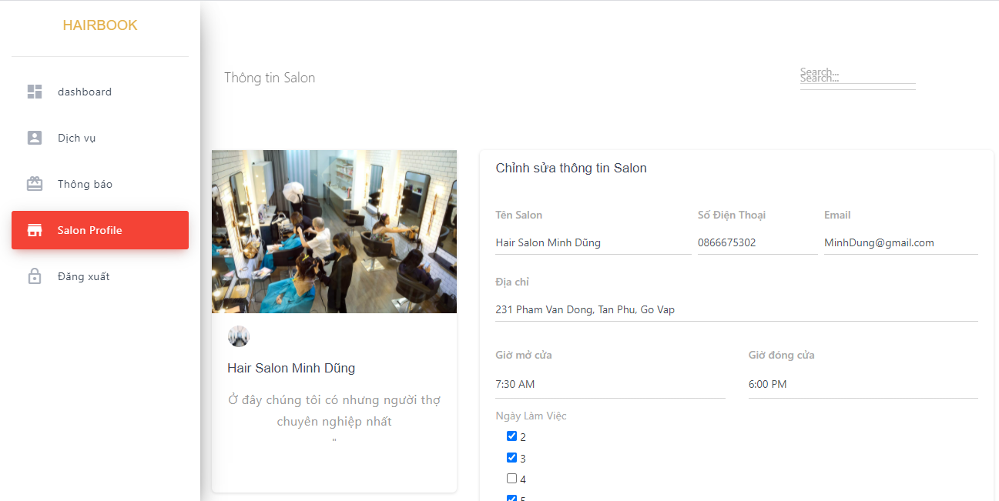 HAIRBOOK
dashboard
Dịch vụ
Thông báo
Salon Profile
Đăng xuất
Thông tin Salon
Search...
Search...
Hair Salon Minh Dũng
Ở đây chúng tôi có nhưng người thợ
chuyên nghiệp nhất
"
Chỉnh sửa thông tin Salon
Tên Salon Số Điện Thoại Email
Hair Salon Minh Dũng 0866675302 MinhDung@gmail.com
Địa chỉ
231 Pham Van Dong, Tan Phu, Go Vap
Giờ mở cửa Giờ đóng cửa
7:30 AM 6:00 PM
Ngày Làm Việc
2
3
4
5